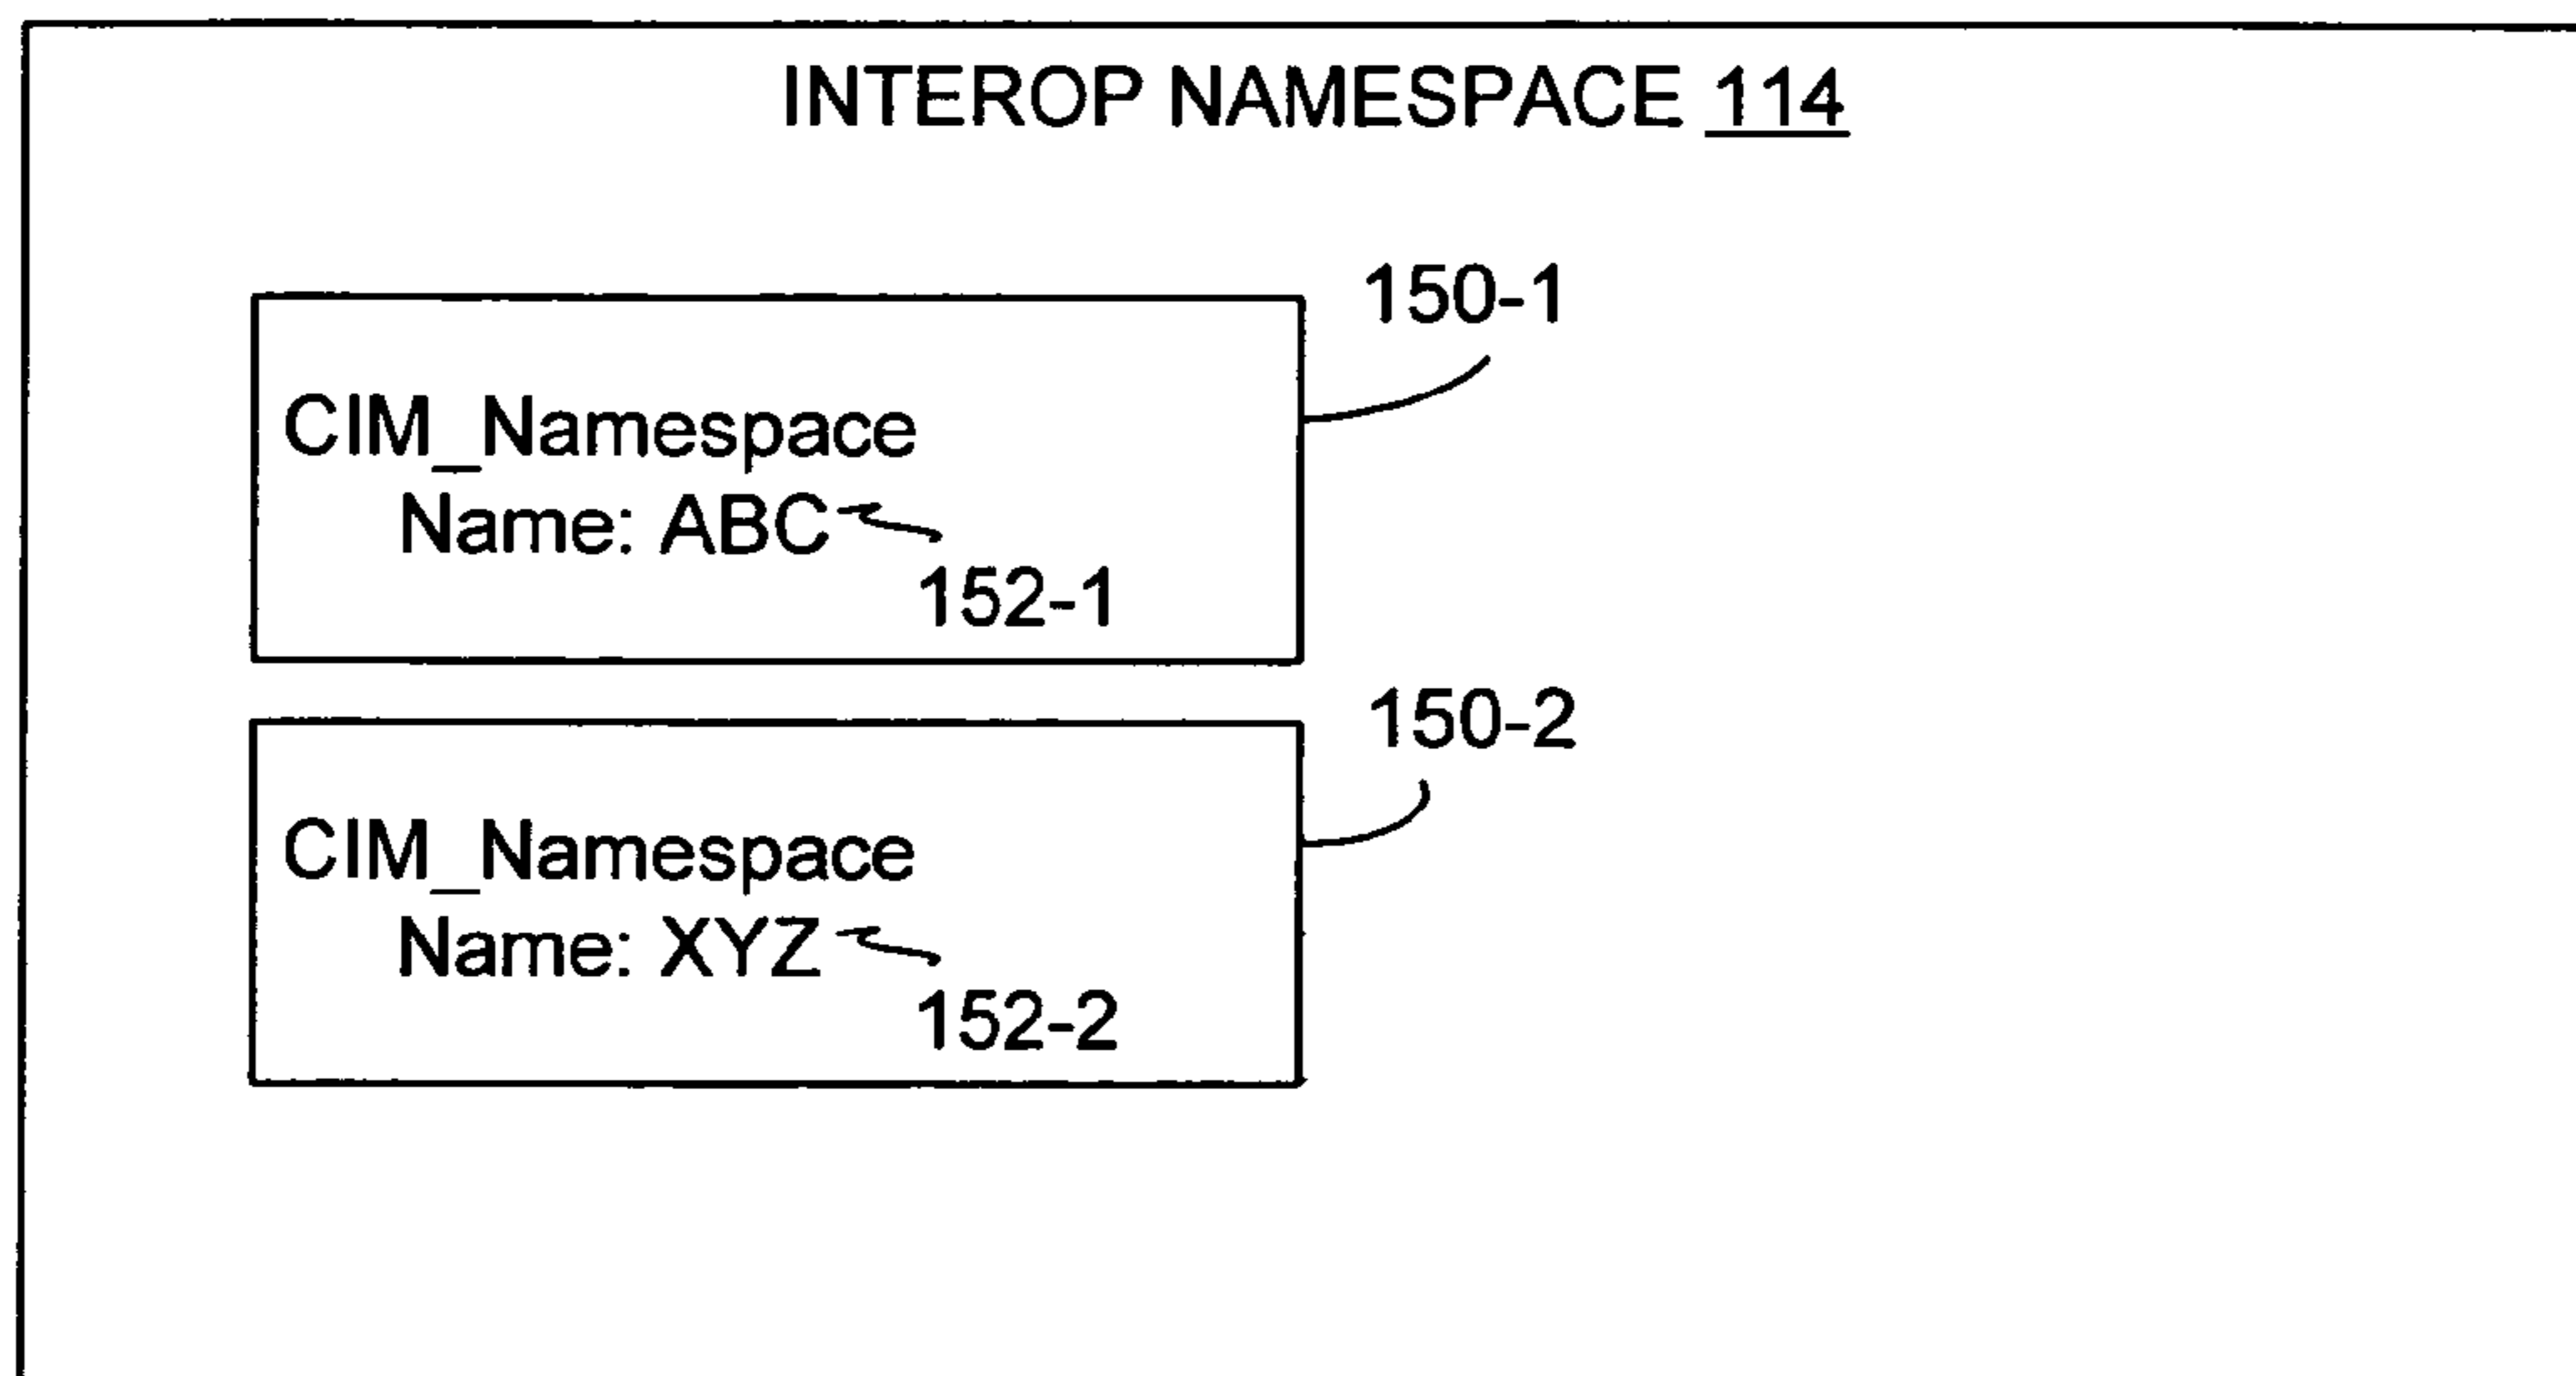 INTEROP NAMESPACE 114
150-1
CIM_Namespace
Name: ABC
152-1
150-2
CIM_Namespace
Name: XYZ
152-2